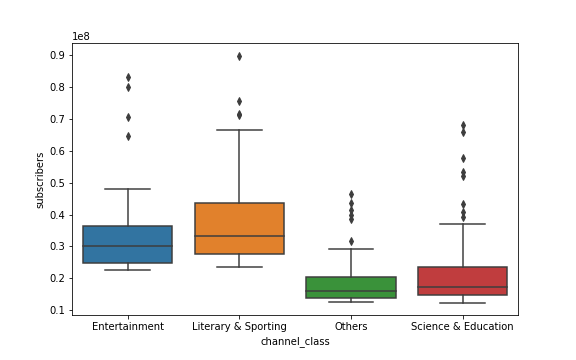 1e8
0.9
0.8
0.7
0.6
0.5
0.4
0.3
0.2
0.1
subscribers
Entertainment
Literary & Sporting
Others
Science & Education
channel_class